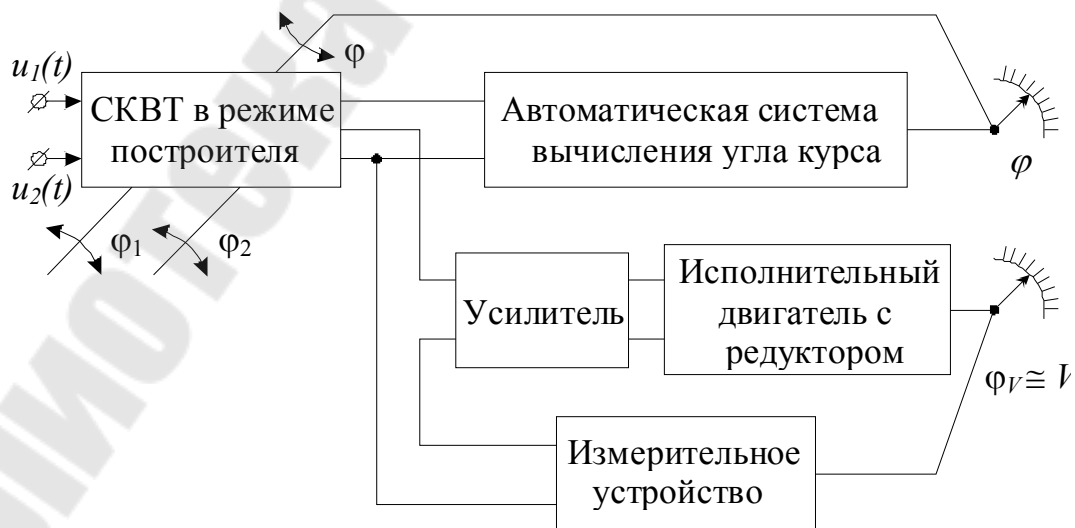 φ
u1(t)
СКВТ в режиме
построителя
u2(t)
φ1
φ2
Автоматическая система
вычисления угла курса
φ
Усилитель
Исполнительный
двигатель с
редуктором
φV ≅ V
Измерительное
устройство